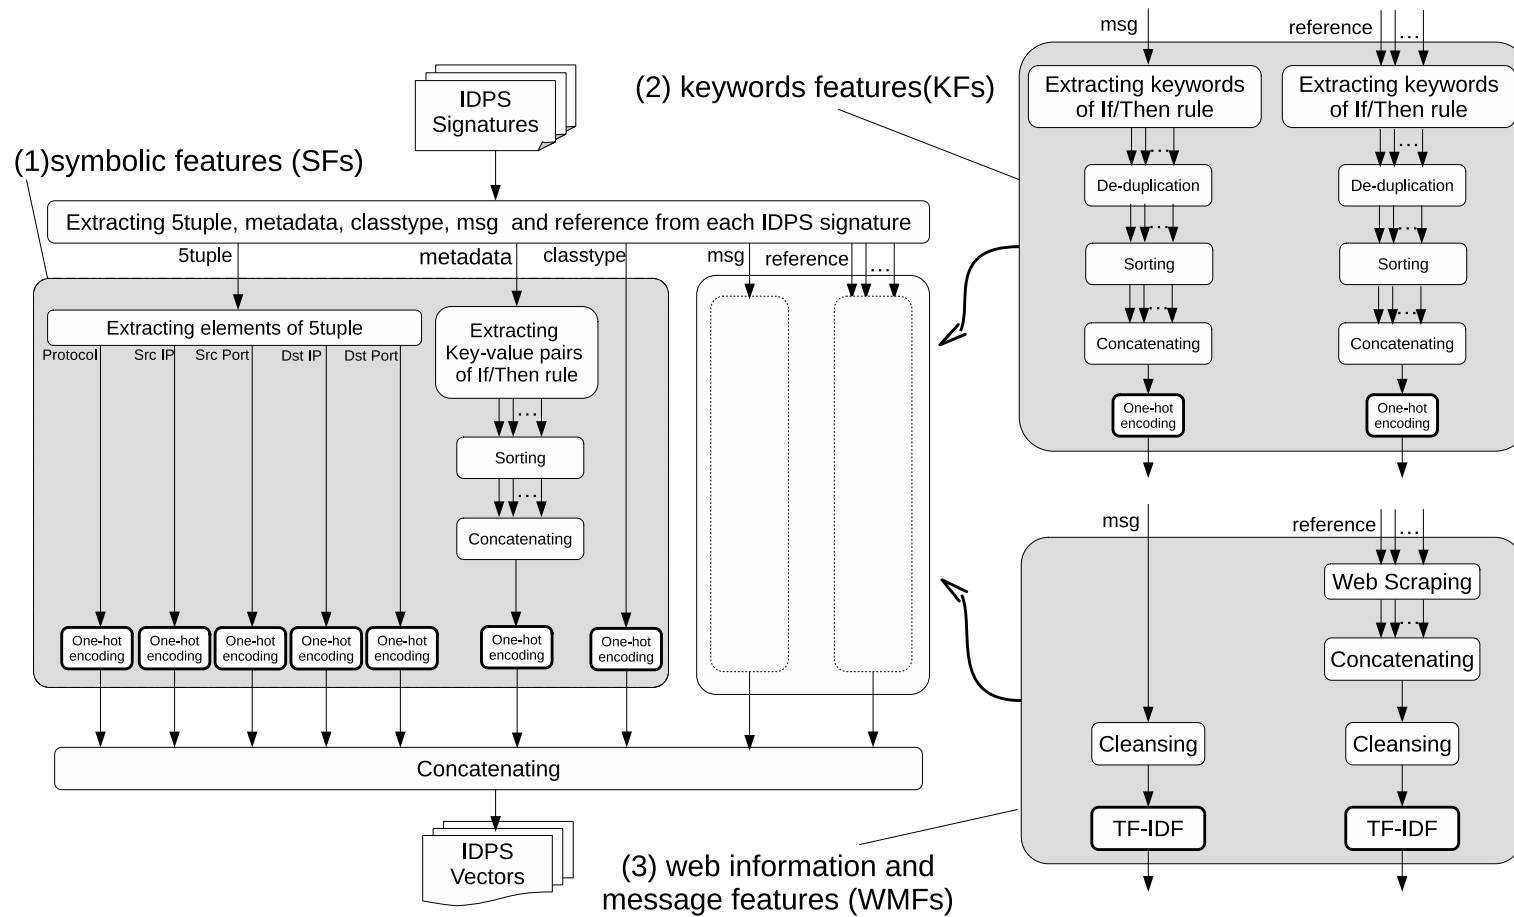 IDPS
Signatures
(1)symbolic features (SFs)
Extracting 5tuple, metadata, classtype, msg and reference from each IDPS signature
5tuple
metadata
classtype
msg
reference
...
Extracting elements of 5tuple
Protocol
Src IP
Src Port
Dst IP
Dst Port
Extracting
Key-value pairs
of If/Then rule
...
Sorting
...
Concatenating
One-hot
encoding
One-hot
encoding
One-hot
encoding
One-hot
encoding
One-hot
encoding
One-hot
encoding
One-hot
encoding
Concatenating
IDPS
Vectors
(2) keywords features(KFs)
msg
reference
...
Extracting keywords
of If/Then rule
Extracting keywords
of If/Then rule
...
...
De-duplication
De-duplication
...
...
Sorting
Sorting
...
...
Concatenating
Concatenating
One-hot
encoding
One-hot
encoding
msg
reference
...
Web Scraping
...
Concatenating
Cleansing
Cleansing
TF-IDF
TF-IDF
(3) web information and
message features (WMFs)